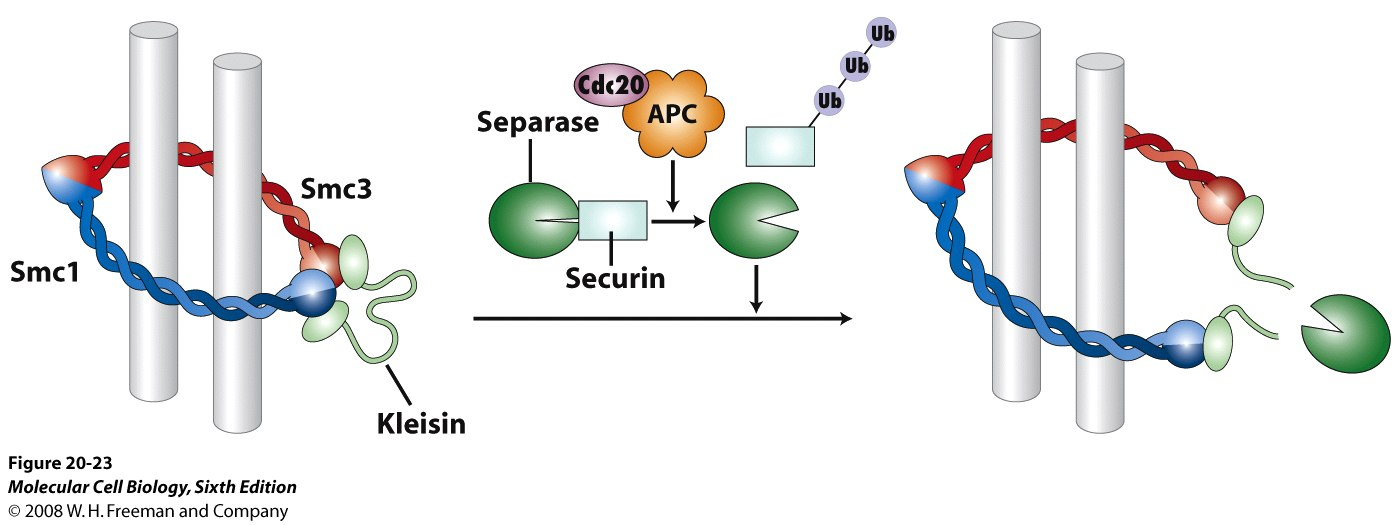 Smc1
Smc3
Kleisin
Separase
Cdc20
APC
Securin
Ub
Ub
Ub
Figure 20-23
Molecular Cell Biology, Sixth Edition
© 2008 W. H. Freeman and Company